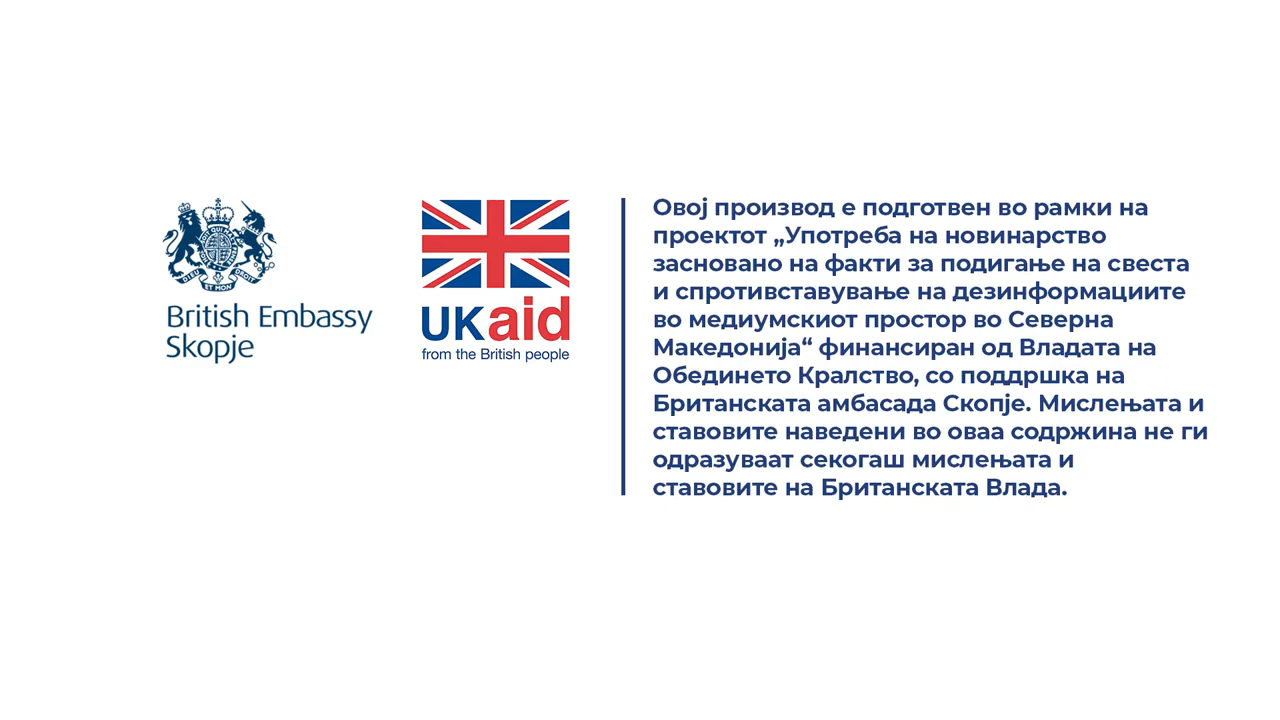 British Embassy
Skopje
UKaid
from the British people
Овој производ е подготвен во рамки на
проектот „Употреба на новинарство
засновано на факти за подигање на свеста
и спротивставување на дезинформациите
во медиумскиот простор во Северна
Македонија“ финансиран од Владата на
Обединето Кралство, со поддршка на
Британската амбасада Скопје. Мислењата и
ставовите наведени во оваа содржина не ги
одразуваат секогаш мислењата и
ставовите на Британската Влада.